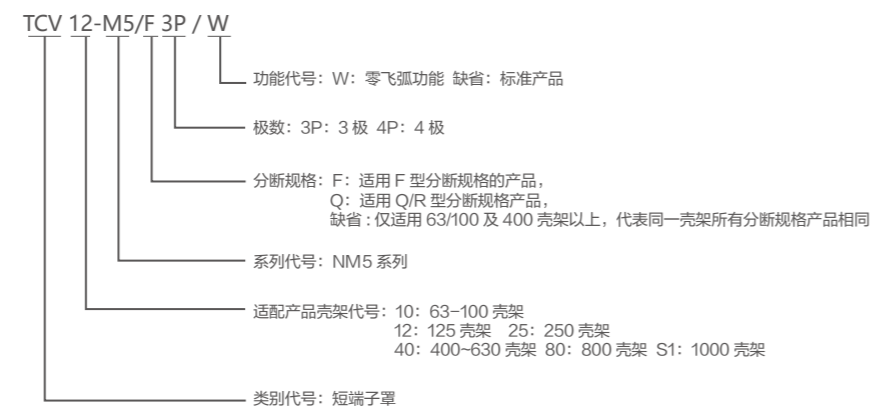 TCV 12-M5/F 3P / W
功能代号：W：零飞弧功能 缺省：标准产品
极数：3P：3 极 4P：4 极
分断规格：F：适用 F 型分断规格的产品，
Q：适用 Q/R 型分断规格产品，
缺省 : 仅适用 63/100 及 400 壳架以上，代表同一壳架所有分断规格产品相同
系列代号：NM5 系列
适配产品壳架代号：10：63-100 壳架
12：125 壳架 25：250 壳架
40：400~630 壳架 80：800 壳架 S1：1000 壳架
类别代号：短端子罩